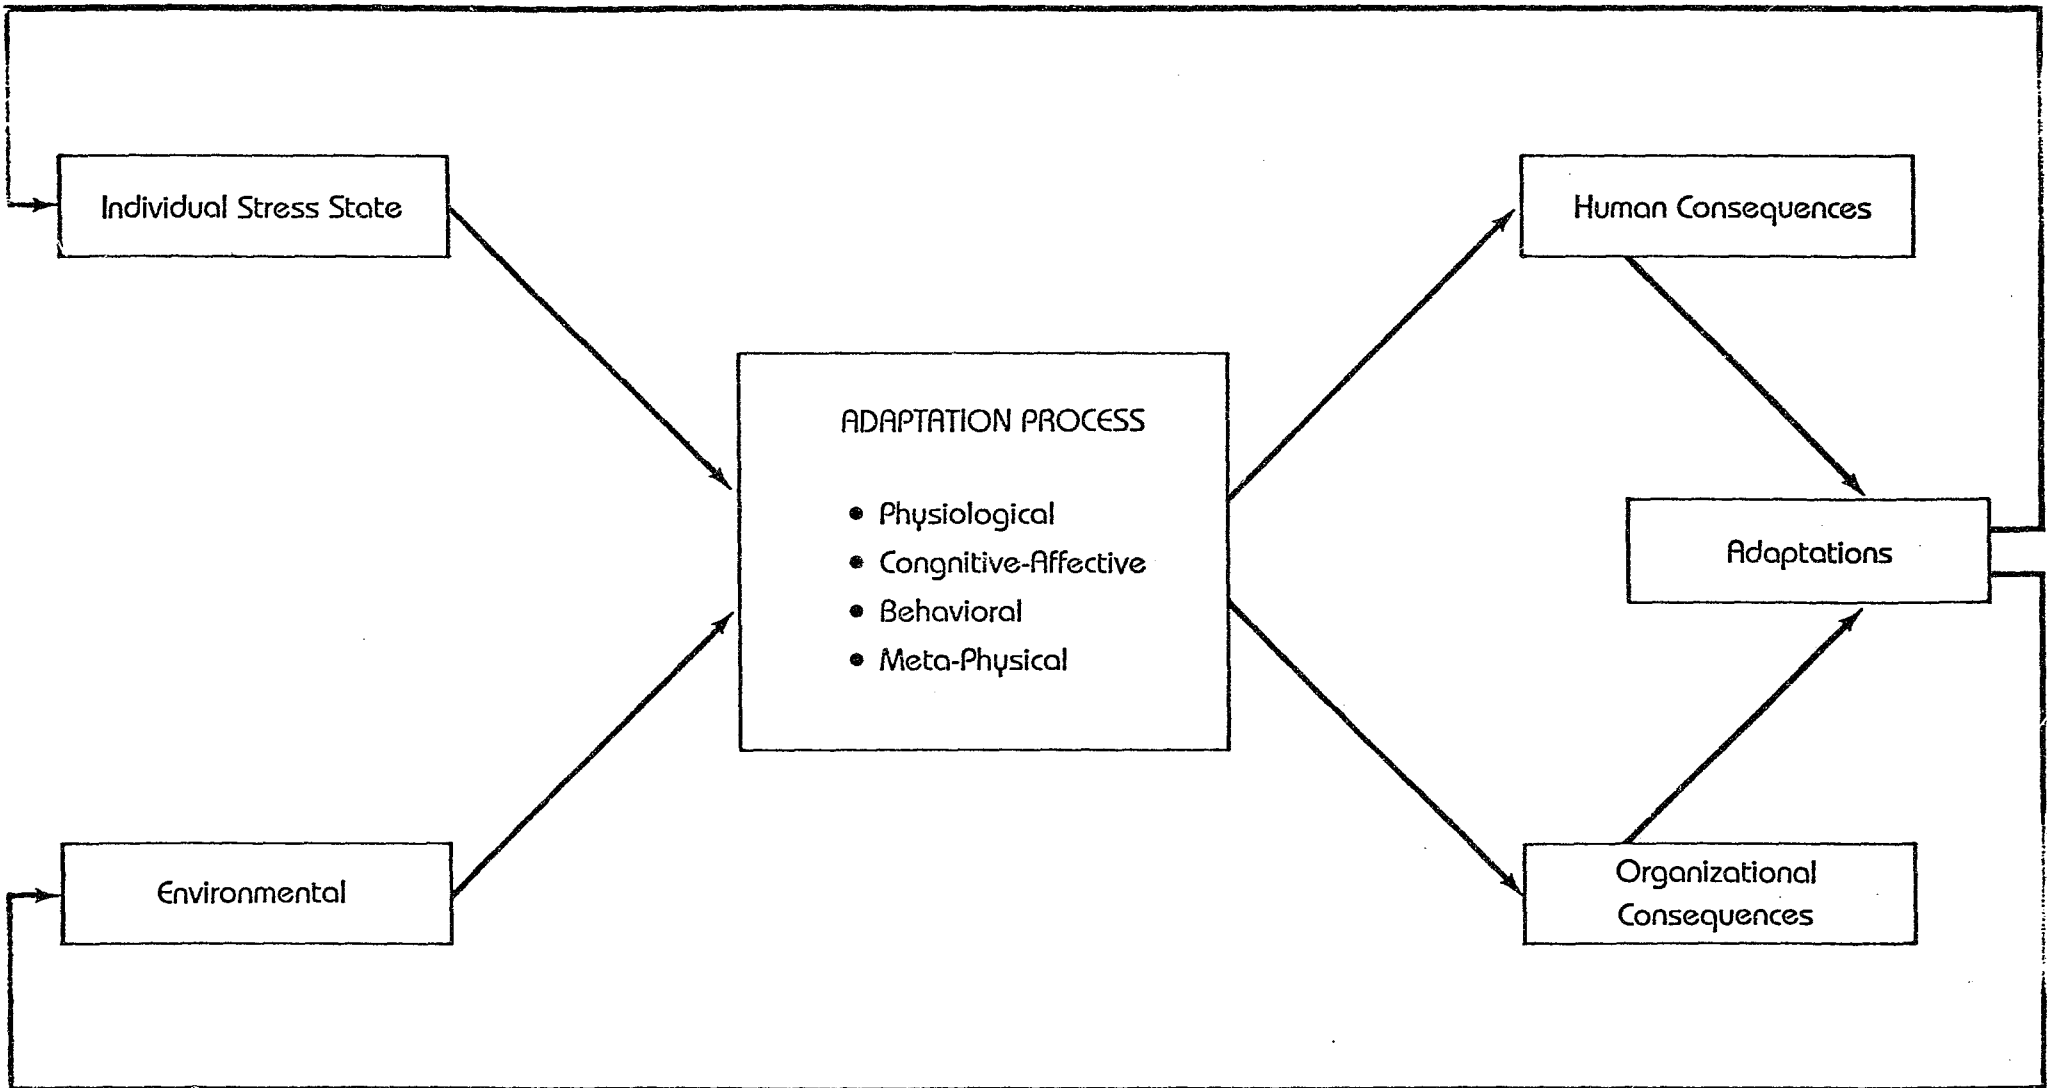 Individual Stress State
Human Consequences
ADAPTATION PROCESS
• Physiological
• Congnitive-Affective
• Behavioral
• Meta-Physical
Adaptations
Environmental
Organizational
Consequences